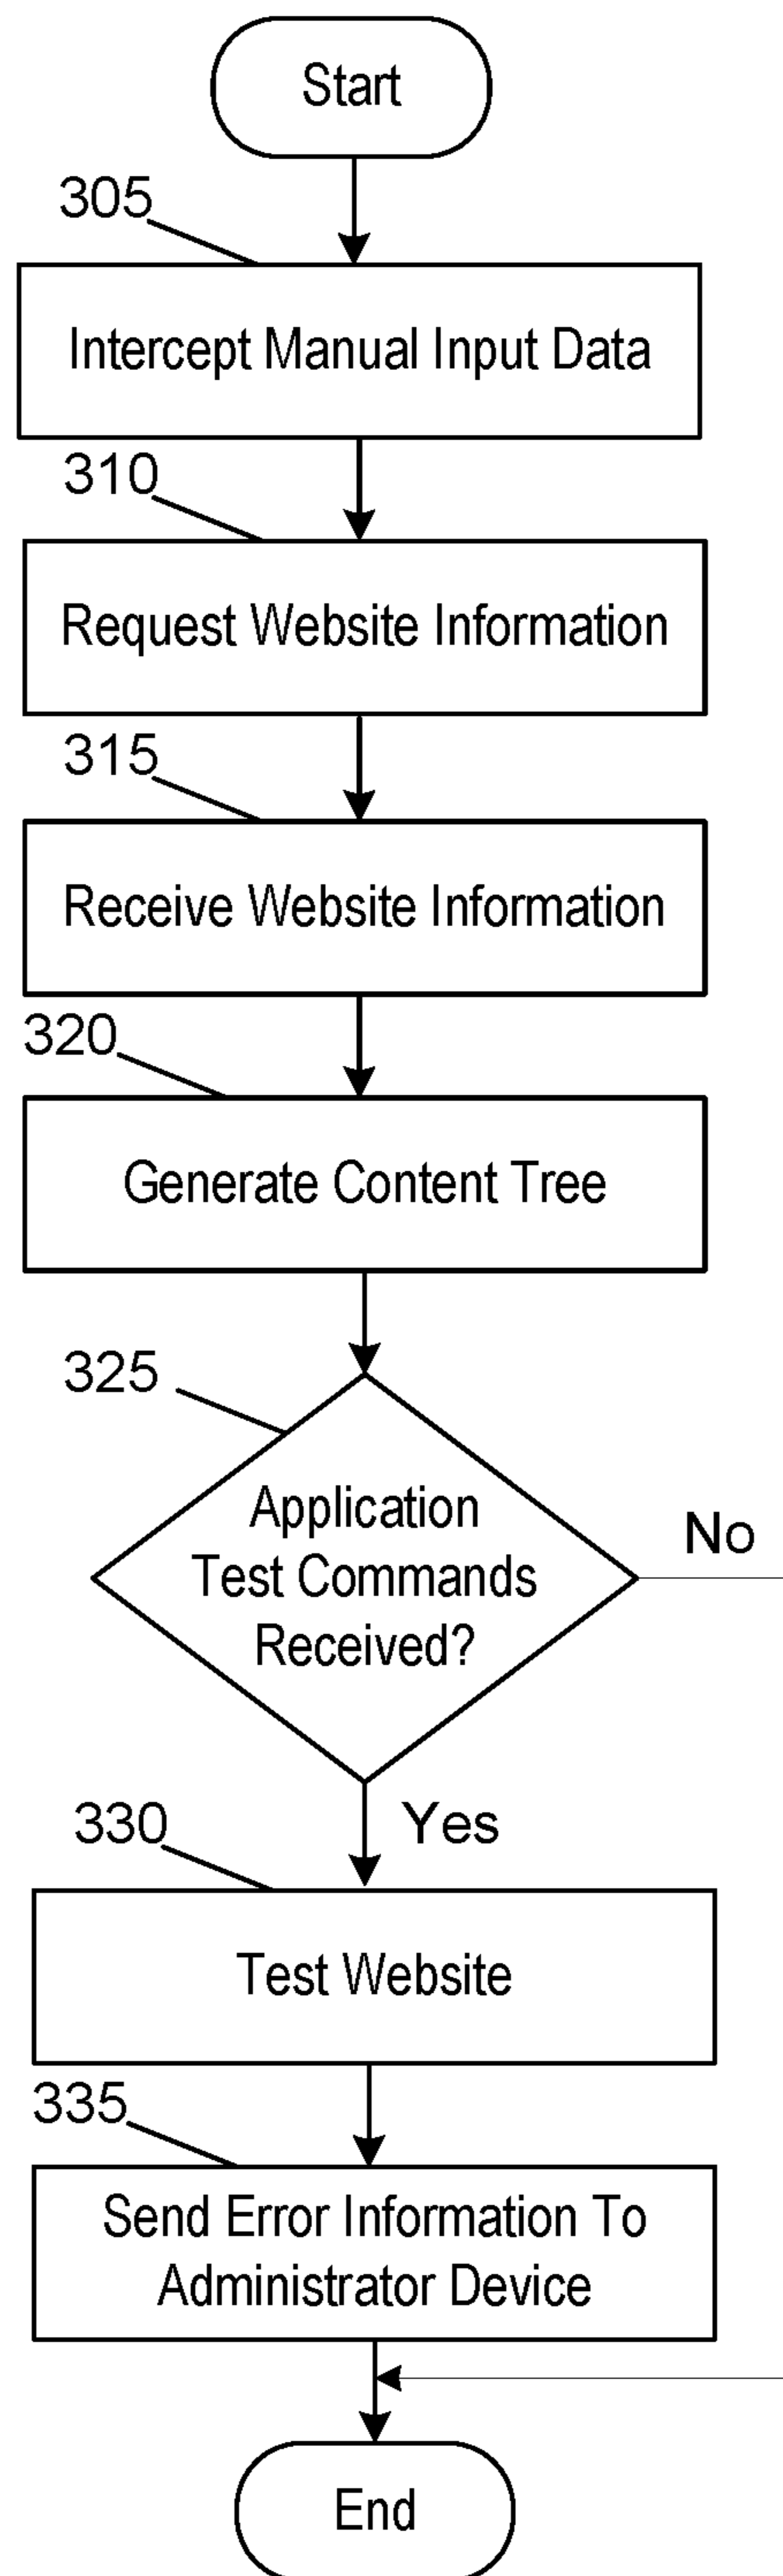 Start
305
Intercept Manual Input Data
310
Request Website Information
315
Receive Website Information
320
Generate Content Tree
325
Application
Test Commands
Received?
No
Yes
330
Test Website
335
Send Error Information To
Administrator Device
End